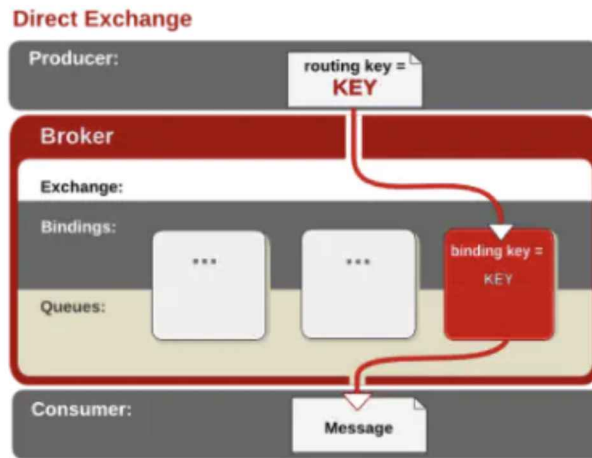 Direct Exchange
Producer:
routing key =
KEY
Broker
Exchange:
Bindings:
***
***
binding key =
KEY
Queues:
Consumer:
Message